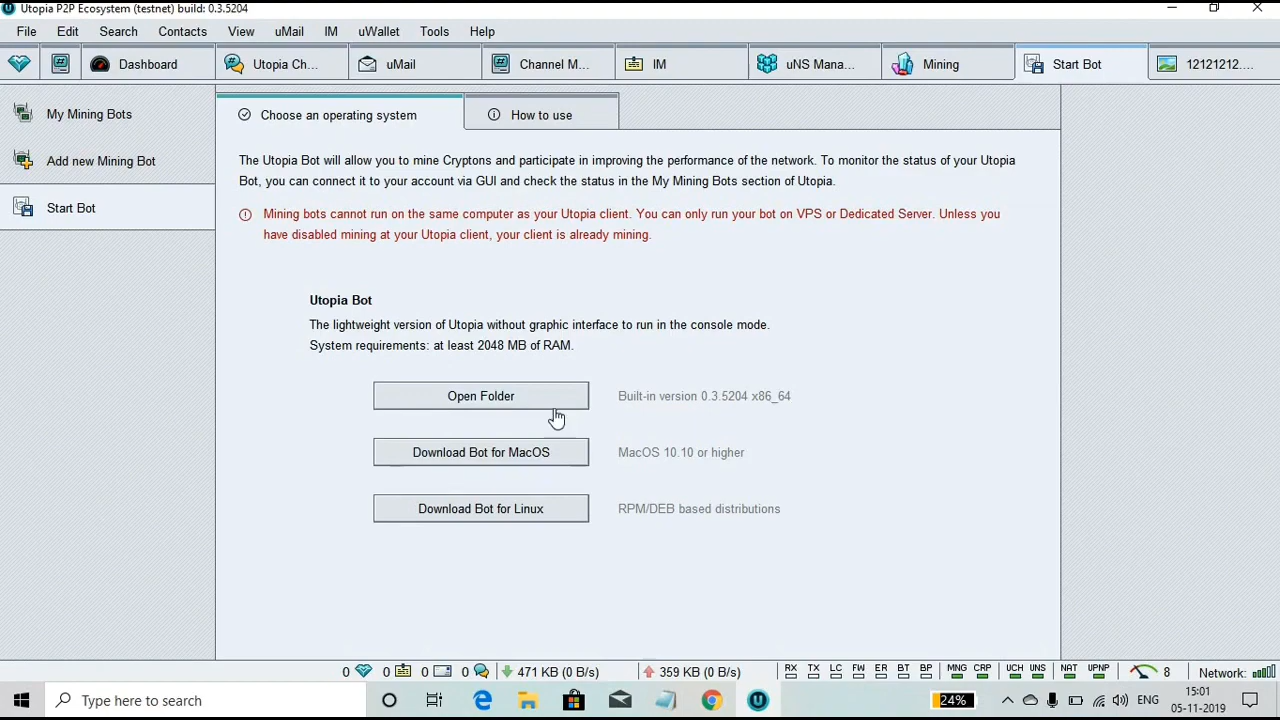 Utopia P2P Ecosystem (testnet) build: 0.3.5204
File Edit Search Contacts View uMail IM uWallet Tools Help
Dashboard Utopia Ch... uMail Channel M... IM uNS Mana... Mining Start Bot 12121212....
My Mining Bots
Add new Mining Bot
Start Bot
Choose an operating system How to use
The Utopia Bot will allow you to mine Cryptons and participate in improving the performance of the network. To monitor the status of your Utopia
Bot, you can connect it to your account via GUI and check the status in the My Mining Bots section of Utopia.
Mining bots cannot run on the same computer as your Utopia client. You can only run your bot on VPS or Dedicated Server. Unless you
have disabled mining at your Utopia client, your client is already mining.
Utopia Bot
The lightweight version of Utopia without graphic interface to run in the console mode.
System requirements: at least 2048 MB of RAM.
Open Folder Built-in version 0.3.5204 x86_64
Download Bot for MacOS MacOS 10.10 or higher
Download Bot for Linux RPM/DEB based distributions
0 0 0 0 471 KB (0 B/s) 359 KB (0 B/s) RX TX LC FW ER BT BP MNG CRP UCH UNS NAT UPNP 8 Network:
Type here to search 24% ENG 15:01
05-11-2019